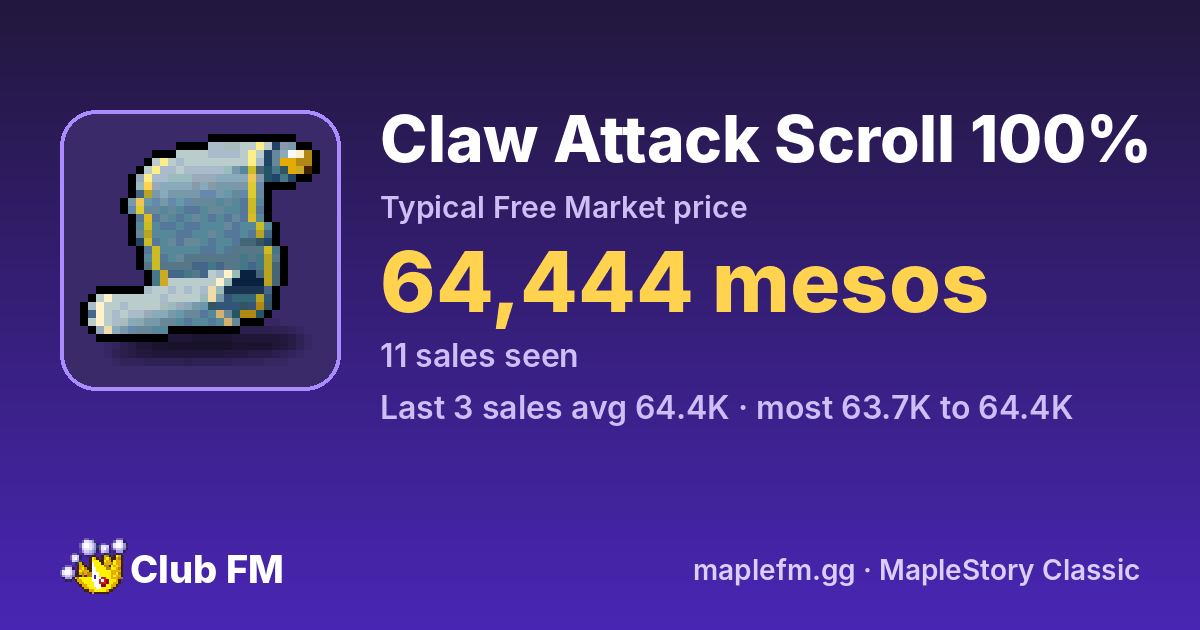 Claw Attack Scroll 100%
Typical Free Market price
64,444 mesos
11 sales seen
Last 3 sales avg 64.4K · most 63.7K to 64.4K
Club FM
maplefm.gg · MapleStory Classic